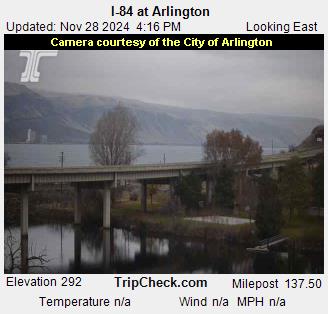 I-84 at Arlington
Updated: Nov 28 2024 4:16 PM Looking East
Camera courtesy of the City of Arlington
Elevation 292 TripCheck.com Milepost 137.50
Temperature n/a Wind n/a MPH n/a